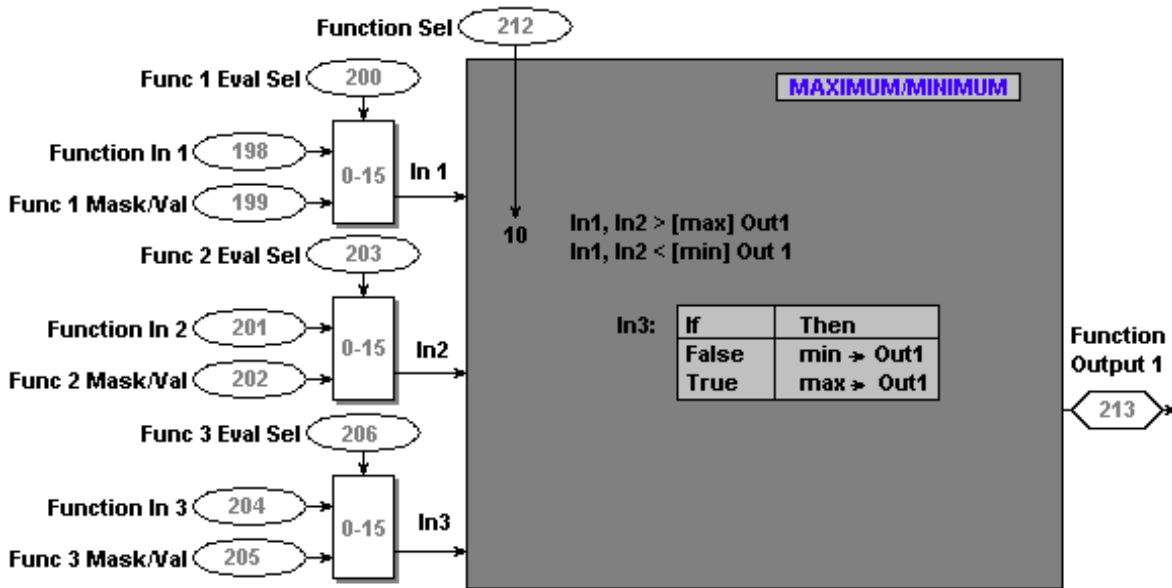 Function Sel 212
Func 1 Eval Sel 200
MAXIMUM/MINIMUM
Function In 1 198
0-15
In 1
Func 1 Mask/Val 199
10
In1, In2 > [max] Out1
In1, In2 < [min] Out 1
Func 2 Eval Sel 203
Function In 2 201
0-15
In2
Func 2 Mask/Val 202
In3:
If Then
False min → Out1
True max → Out1
Function
Output 1
213
Func 3 Eval Sel 206
Function In 3 204
0-15
In3
Func 3 Mask/Val 205